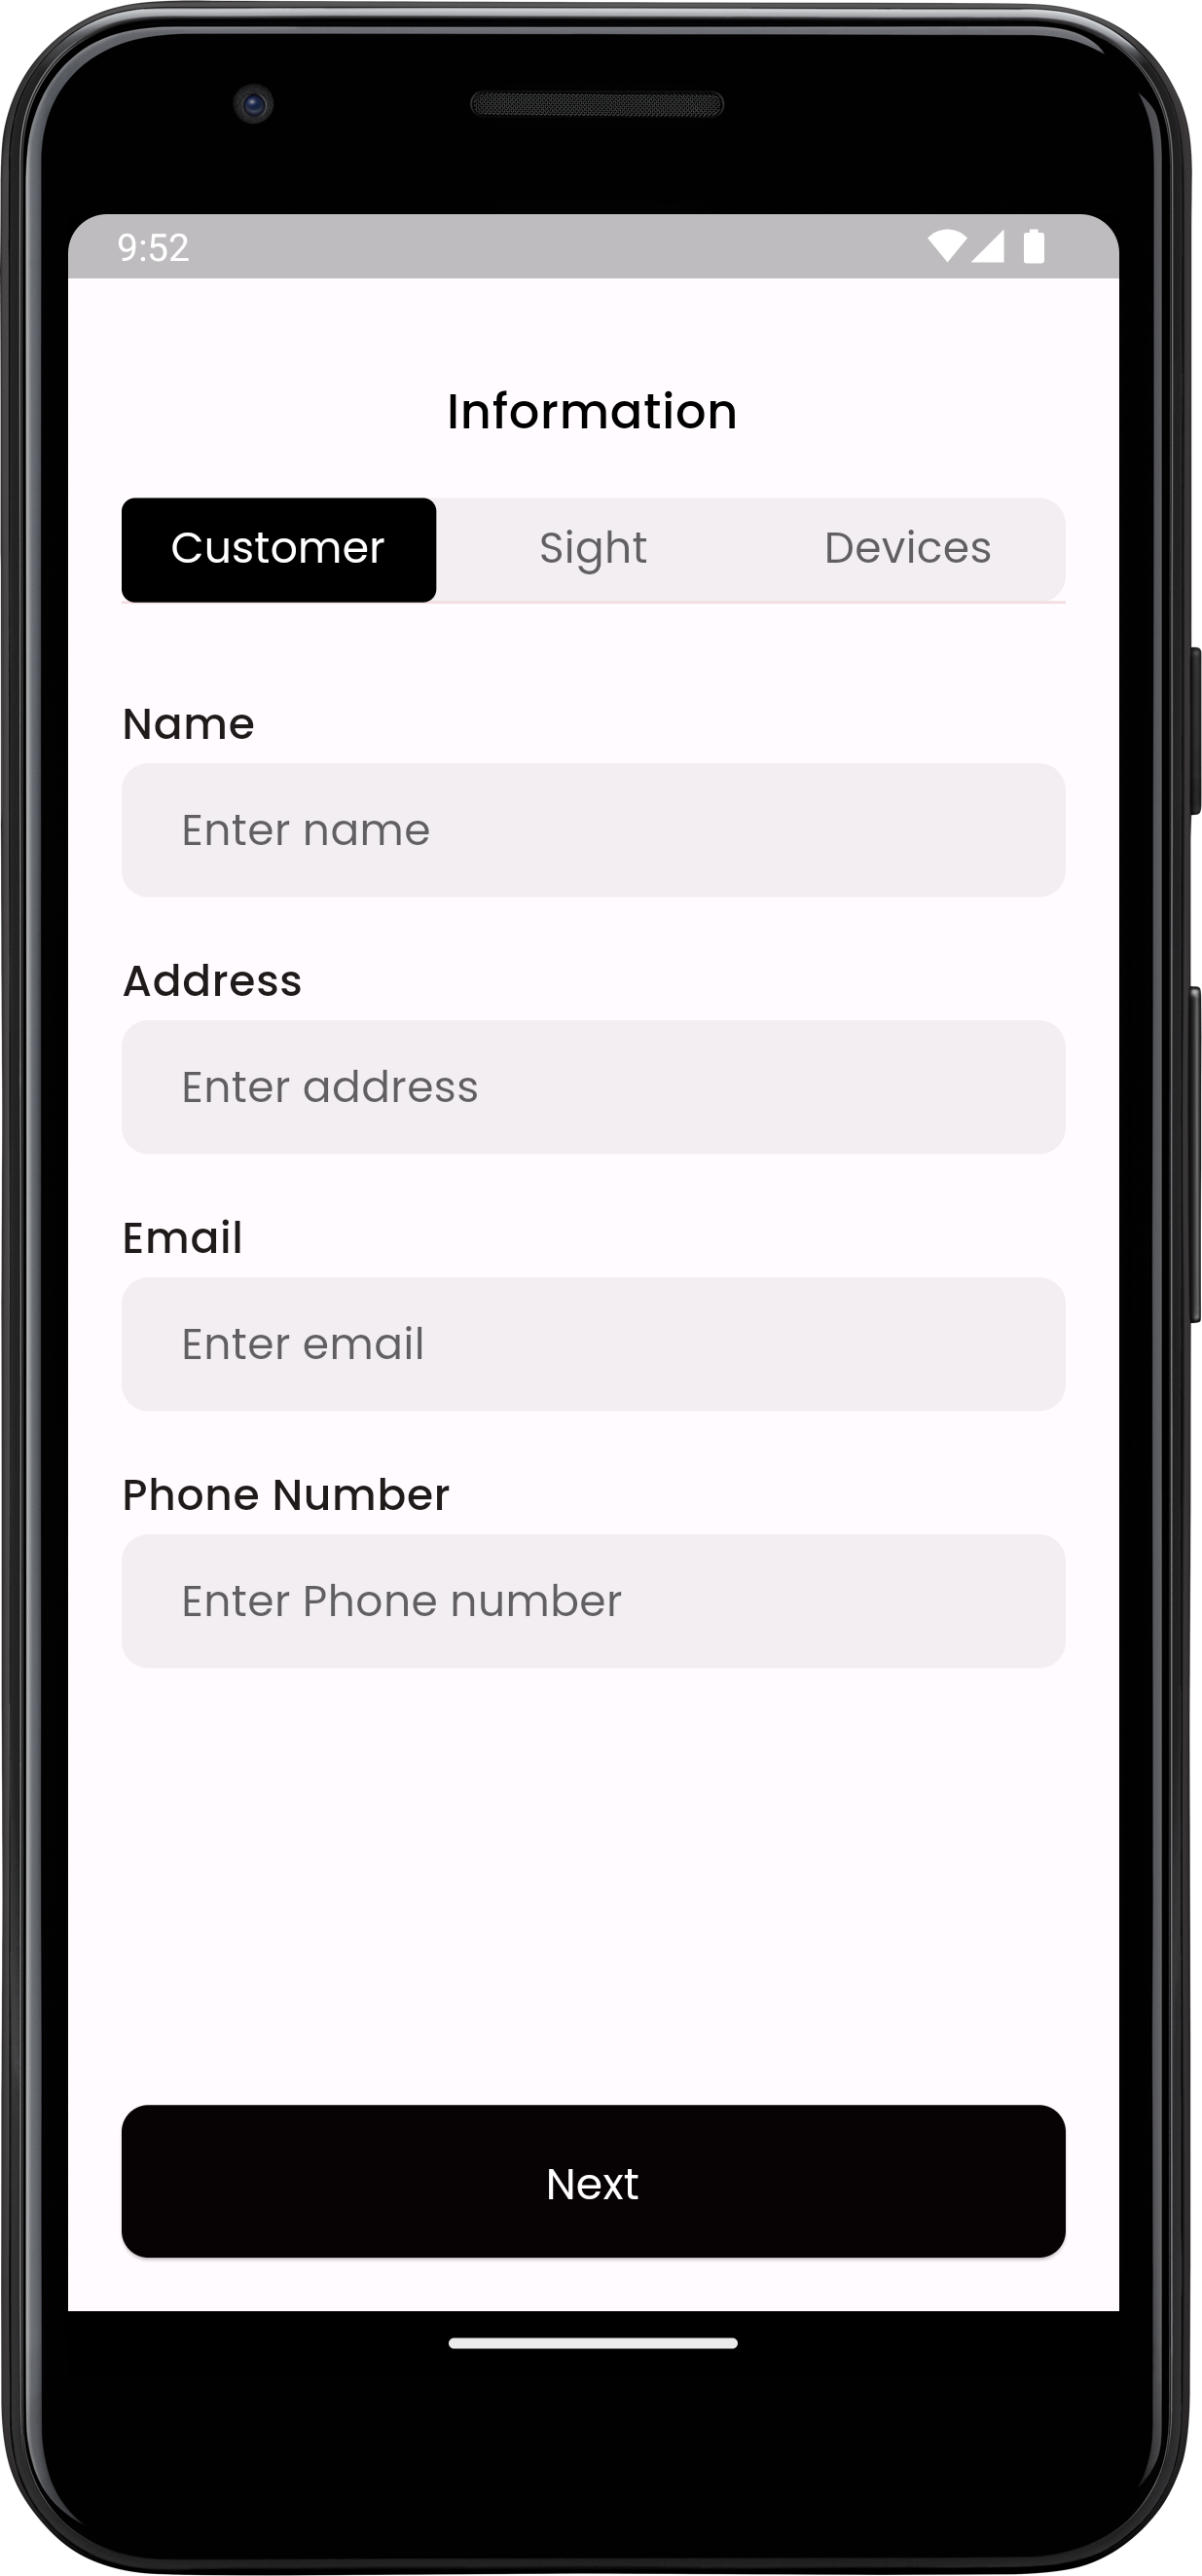 9:52
Information
Customer Sight Devices
Name
Enter name
Address
Enter address
Email
Enter email
Phone Number
Enter Phone number
Next